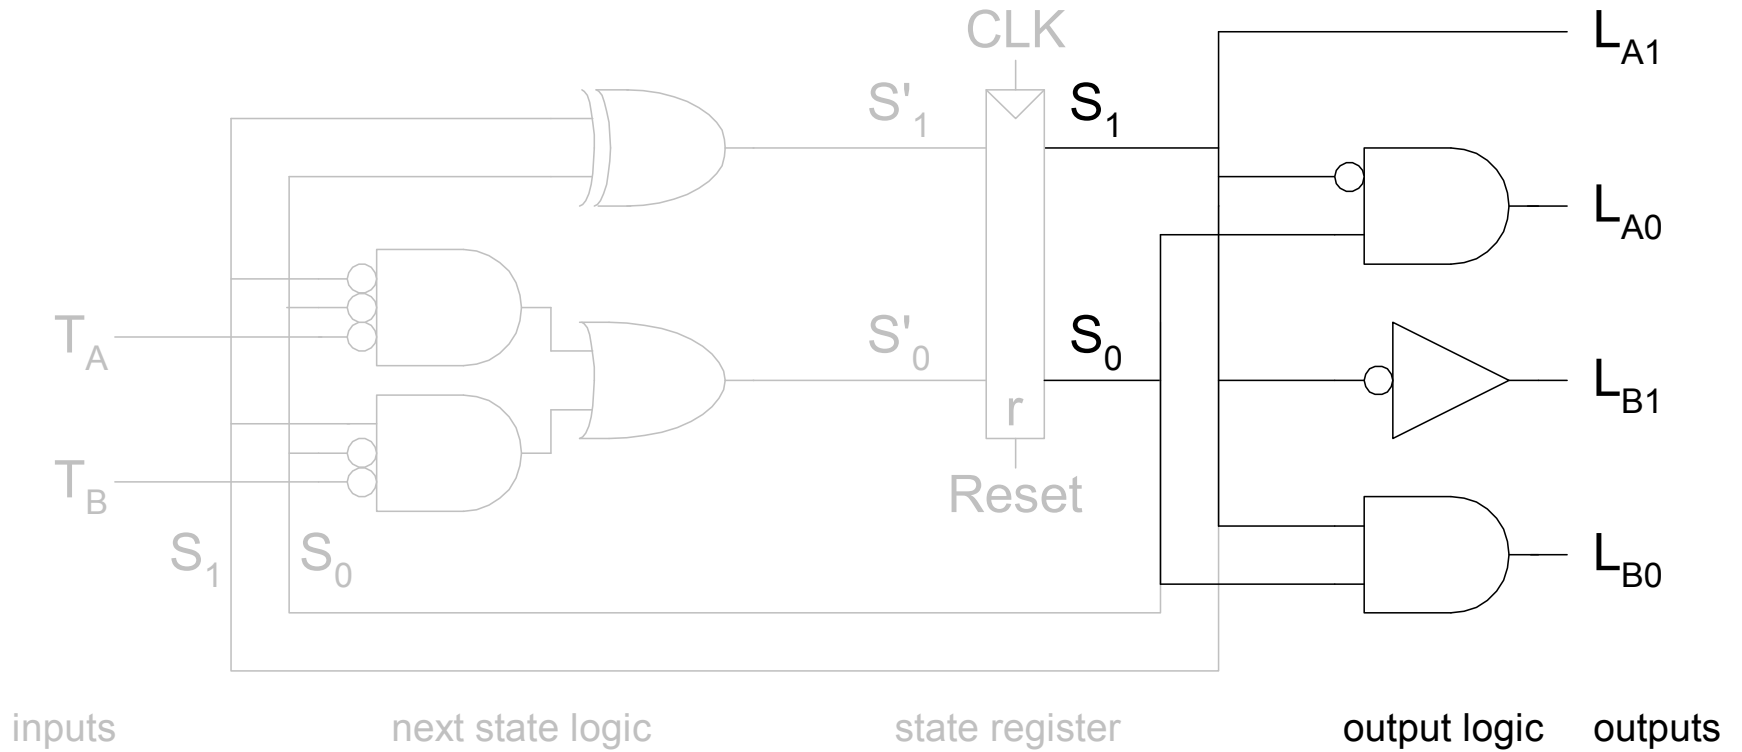 CLK
L_A1
S'_1
S_1
L_A0
T_A
S'_0
S_0
L_B1
r
T_B
Reset
S_1
S_0
L_B0
inputs
next state logic
state register
output logic
outputs